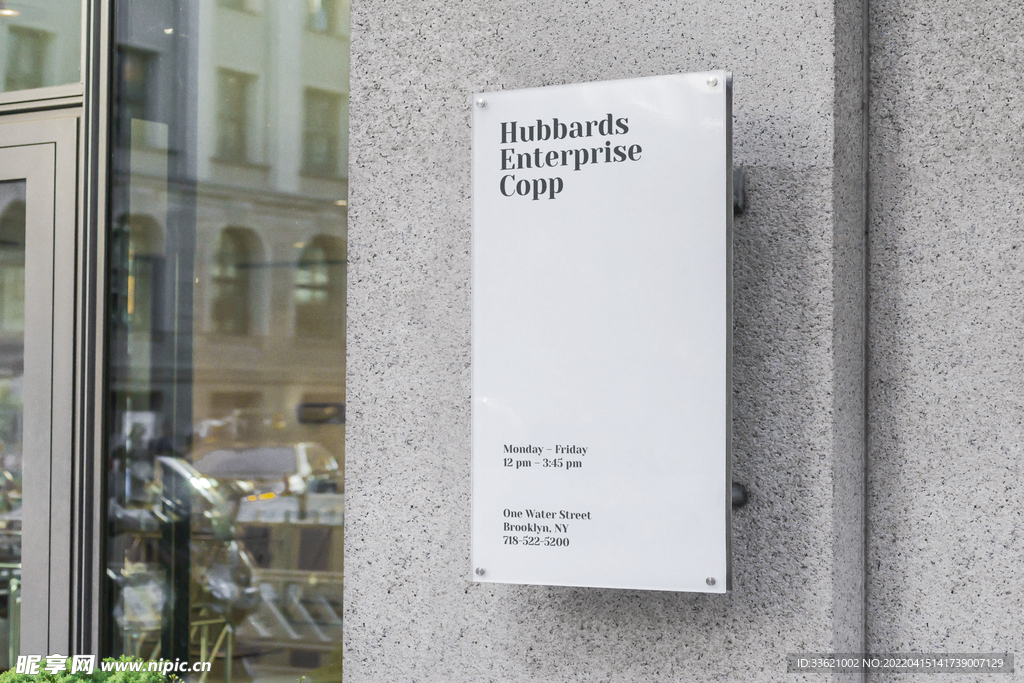 Hubbards
Enterprise
Copp
Monday – Friday
12 pm – 3:45 pm
One Water Street
Brooklyn, NY
718-522-5200
昵享网 www.nipic.cn
ID:33621002 NO:20220415141739007129